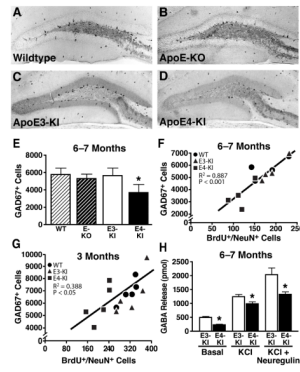 A
Wildtype
B
ApoE-KO
C
ApoE3-KI
D
ApoE4-KI
E
6–7 Months
GAD67+ Cells
8000
6000
4000
2000
0
*
WT
E-KO
E3-KI
E4-KI
F
6–7 Months
GAD67+ Cells
7000
6000
5000
4000
3000
2000
0
WT
E3-KI
E4-KI
R² = 0.887
P < 0.001
0 50 100 150 200 250
BrdU+/NeuN+ Cells
G
3 Months
GAD67+ Cells
10000
8000
6000
4000
2000
0
WT
E3-KI
E4-KI
R² = 0.388
P < 0.05
0 80 160 240 320 400
BrdU+/NeuN+ Cells
H
6–7 Months
GABA Release (pmol)
2500
2000
1500
1000
500
0
*
*
*
E3-KI E4-KI E3-KI E4-KI E3-KI E4-KI
Basal KCl KCl + Neuregulin